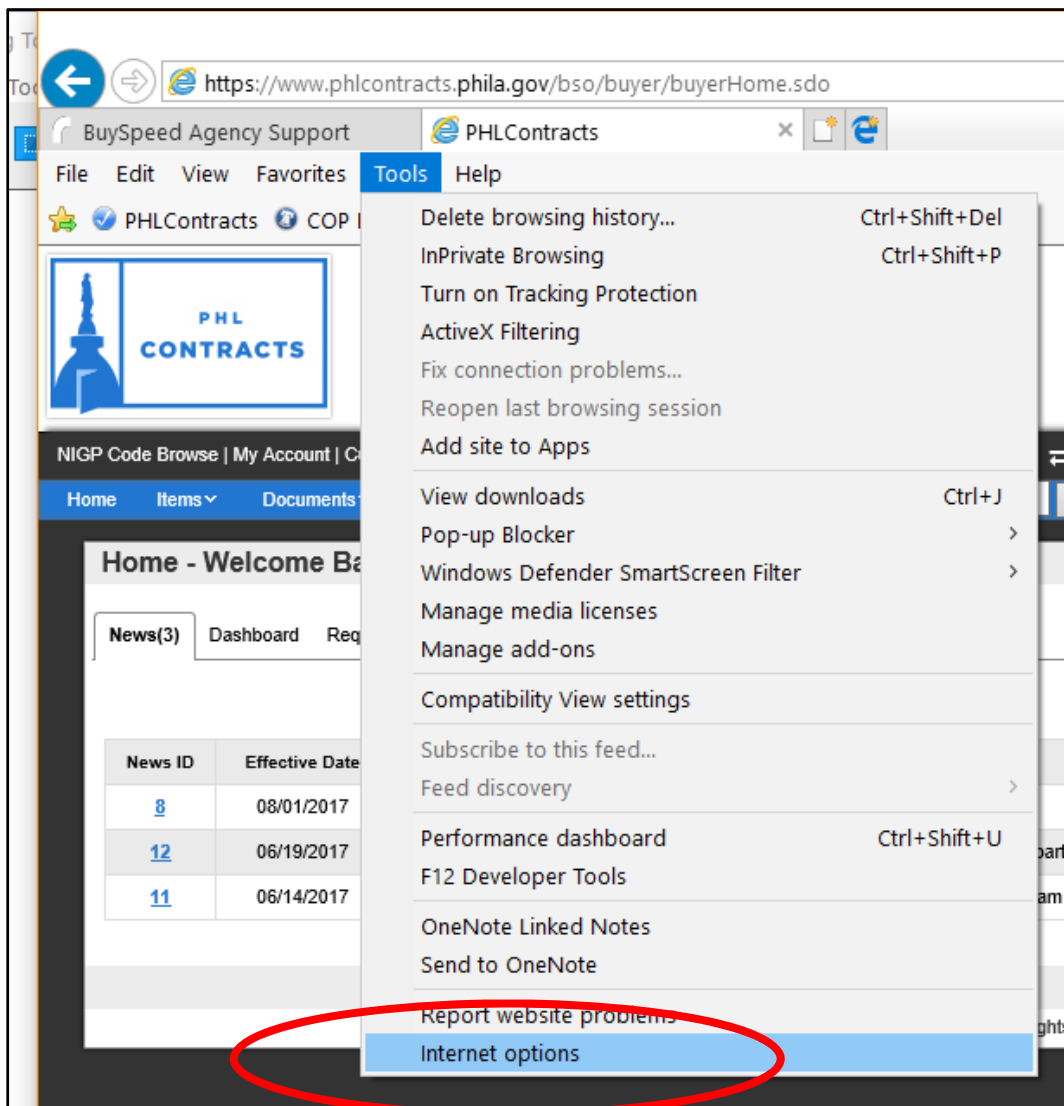 https://www.phlcontracts.phila.gov/bso/buyer/buyerHome.sdo
BuySpeed Agency Support PHLContracts
File Edit View Favorites Tools Help
PHLContracts COP
Delete browsing history... Ctrl+Shift+Del
InPrivate Browsing Ctrl+Shift+P
Turn on Tracking Protection
ActiveX Filtering
Fix connection problems...
Reopen last browsing session
Add site to Apps
View downloads Ctrl+J
Pop-up Blocker
Windows Defender SmartScreen Filter
Manage media licenses
Manage add-ons
Compatibility View settings
Subscribe to this feed...
Feed discovery
Performance dashboard Ctrl+Shift+U
F12 Developer Tools
OneNote Linked Notes
Send to OneNote
Report website problems
Internet options
PHL
CONTRACTS
NIGP Code Browse | My Account |
Home Items Documents
Home - Welcome
News(3) Dashboard
News ID Effective Date
8 08/01/2017
12 06/19/2017
11 06/14/2017